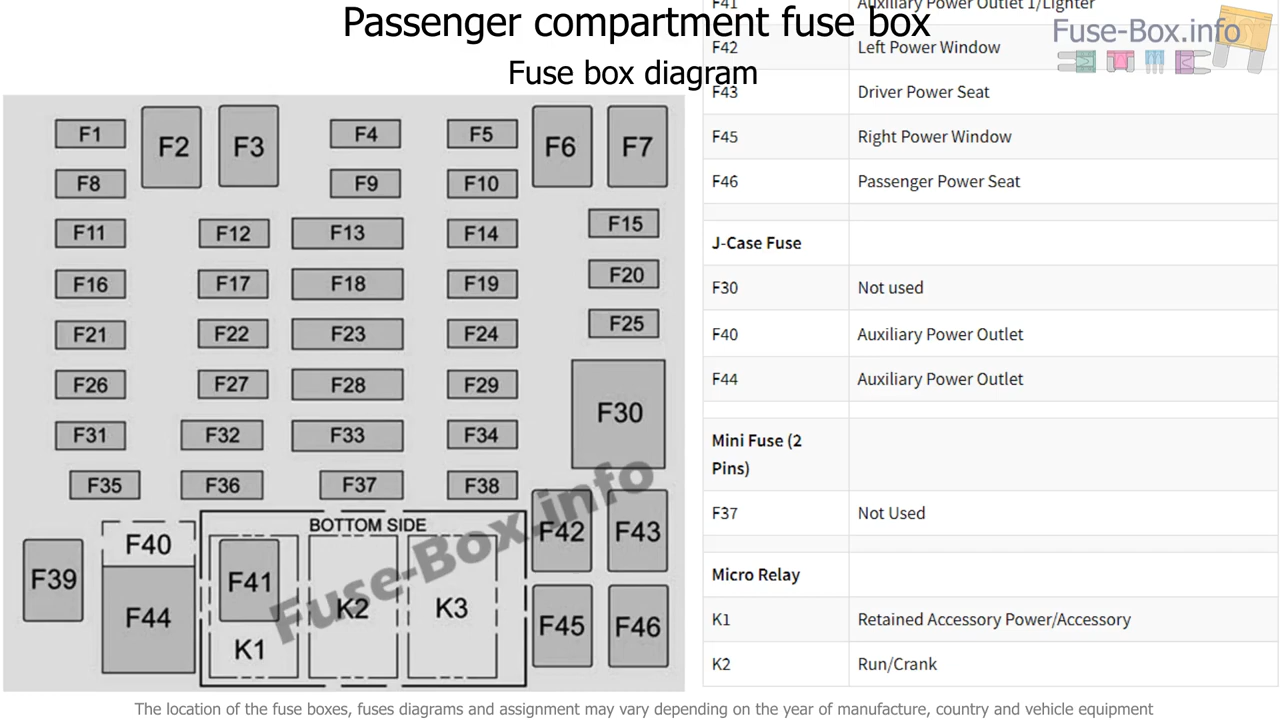 Passenger compartment fuse box
Fuse box diagram
Fuse-Box.info
F1 F2 F3 F4 F5 F6 F7
F8 F9 F10
F11 F12 F13 F14 F15
F16 F17 F18 F19 F20
F21 F22 F23 F24 F25
F26 F27 F28 F29 F30
F31 F32 F33 F34
F35 F36 F37 F38
BOTTOM SIDE
F39 F40 F41 F42 F43
F44 K1 K2 K3 F45 F46
Fuse-Box.info
F41 Auxiliary Power Outlet 1/Lighter
F42 Left Power Window
F43 Driver Power Seat
F45 Right Power Window
F46 Passenger Power Seat
J-Case Fuse
F30 Not used
F40 Auxiliary Power Outlet
F44 Auxiliary Power Outlet
Mini Fuse (2
Pins)
F37 Not Used
Micro Relay
K1 Retained Accessory Power/Accessory
K2 Run/Crank
The location of the fuse boxes, fuses diagrams and assignment may vary depending on the year of manufacture, country and vehicle equipment